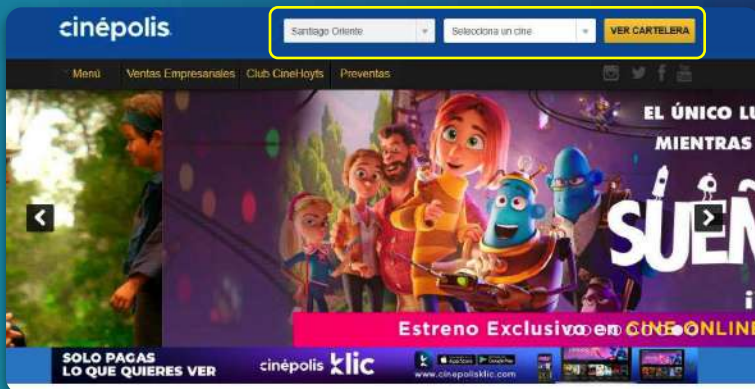 cinépolis
Santiago Oriente
Selecciona un cine
VER CARTELERA
Menú
Ventas Empresariales
Club CineHoyts
Preventas
EL ÚNICO LU
MIENTRAS
SUEÑ
Estreno Exclusivo en CINE ONLINE
SOLO PAGAS
LO QUE QUIERES VER
cinépolis klic
www.cinepolisklic.com